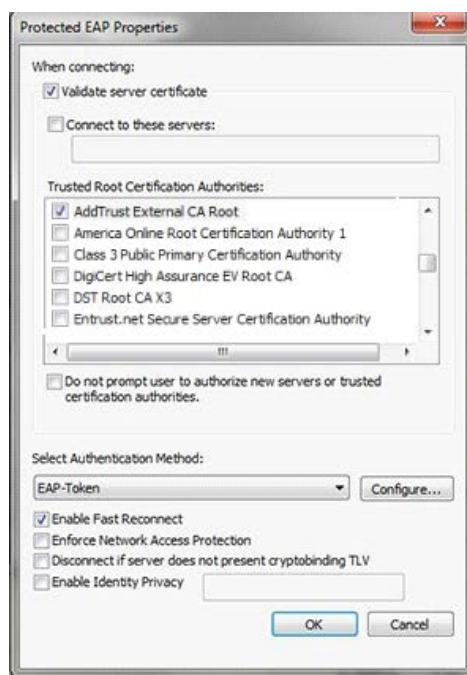 Protected EAP Properties
When connecting:
Validate server certificate
Connect to these servers:
Trusted Root Certification Authorities:
AddTrust External CA Root
America Online Root Certification Authority 1
Class 3 Public Primary Certification Authority
DigiCert High Assurance EV Root CA
DST Root CA X3
Entrust.net Secure Server Certification Authority
Do not prompt user to authorize new servers or trusted
certification authorities.
Select Authentication Method:
EAP-Token Configure...
Enable Fast Reconnect
Enforce Network Access Protection
Disconnect if server does not present cryptobinding TLV
Enable Identity Privacy
OK Cancel